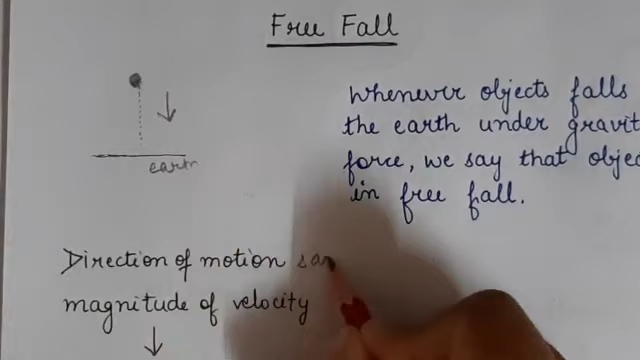 Free Fall
earth
Whenever objects falls
the earth under gravit
force, we say that objec
in free fall.
Direction of motion sam
magnitude of velocity